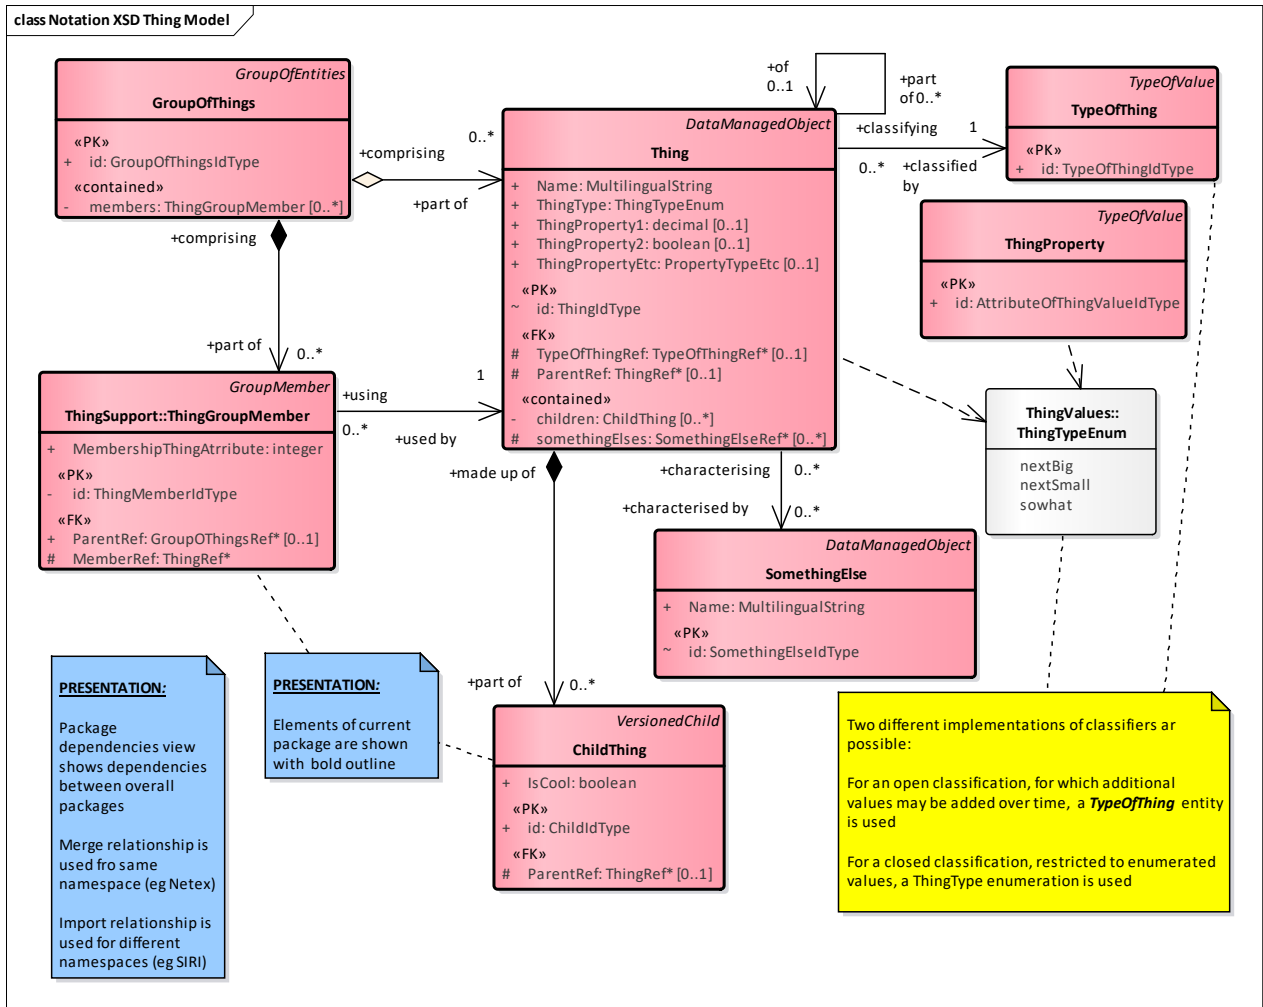 class Notation XSD Thing Model
GroupOfEntities
GroupOfThings
«PK»
+ id: GroupOfThingsIdType
«contained»
- members: ThingGroupMember [0..*]
+comprising
0..*
+part of
+comprising
+part of
0..*
+of
0..1
+part
of 0..*
DataManagedObject
Thing
+ Name: MultilingualString
+ ThingType: ThingTypeEnum
+ ThingProperty1: decimal [0..1]
+ ThingProperty2: boolean [0..1]
+ ThingPropertyEtc: PropertyTypeEtc [0..1]
«PK»
~ id: ThingIdType
«FK»
# TypeOfThingRef: TypeOfThingRef* [0..1]
# ParentRef: ThingRef* [0..1]
«contained»
- children: ChildThing [0..*]
# somethingElses: SomethingElseRef* [0..*]
+classifying
1
0..*
+classified
by
TypeOfValue
TypeOfThing
«PK»
+ id: TypeOfThingIdType
TypeOfValue
ThingProperty
«PK»
+ id: AttributeOfThingValueIdType
ThingValues::
ThingTypeEnum
nextBig
nextSmall
sowhat
GroupMember
ThingSupport::ThingGroupMember
+ MembershipThingAtrribute: integer
«PK»
- id: ThingMemberIdType
«FK»
+ ParentRef: GroupOThingsRef* [0..1]
# MemberRef: ThingRef*
+using
1
0..*
+used by
+made up of
+part of
0..*
+characterising
0..*
+characterised by
0..*
DataManagedObject
SomethingElse
+ Name: MultilingualString
«PK»
~ id: SomethingElseIdType
VersionedChild
ChildThing
+ IsCool: boolean
«PK»
+ id: ChildIdType
«FK»
# ParentRef: ThingRef* [0..1]
PRESENTATION:
Package
dependencies view
shows dependencies
between overall
packages
Merge relationship is
used fro same
namespace (eg Netex)
Import relationship is
used for different
namespaces (eg SIRI)
PRESENTATION:
Elements of current
package are shown
with bold outline
Two different implementations of classifiers ar
possible:
For an open classification, for which additional
values may be added over time, a TypeOfThing entity
is used
For a closed classification, restricted to enumerated
values, a ThingType enumeration is used